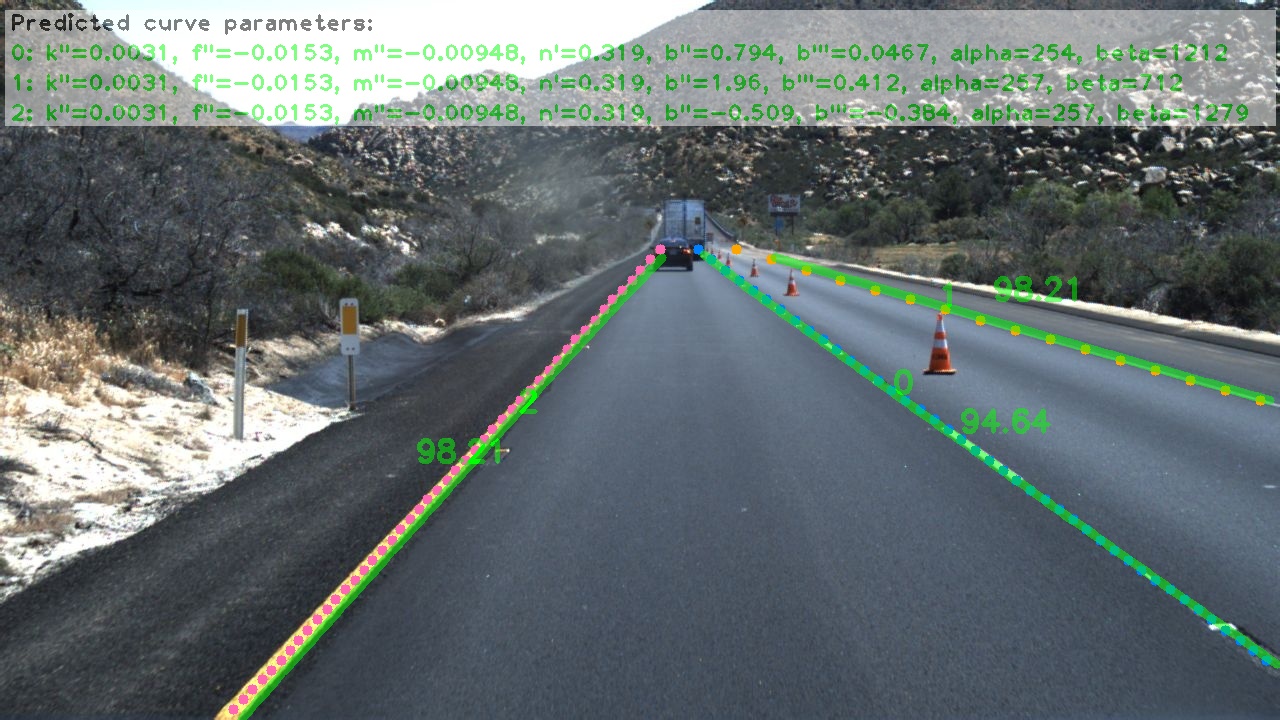 Predicted curve parameters:
0: k''=0.0031, f''=-0.0153, m''=-0.00948, n'=0.319, b''=0.794, b'''=0.0467, alpha=254, beta=1212
1: k''=0.0031, f''=-0.0153, m''=-0.00948, n'=0.319, b''=1.96, b'''=0.412, alpha=257, beta=712
2: k''=0.0031, f''=-0.0153, m''=-0.00948, n'=0.319, b''=-0.509, b'''=-0.384, alpha=257, beta=1279
1 98.21
0
94.64
2
98.21